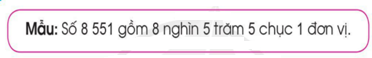 Mẫu: Số 8 551 gồm 8 nghìn 5 trăm 5 chục 1 đơn vị.